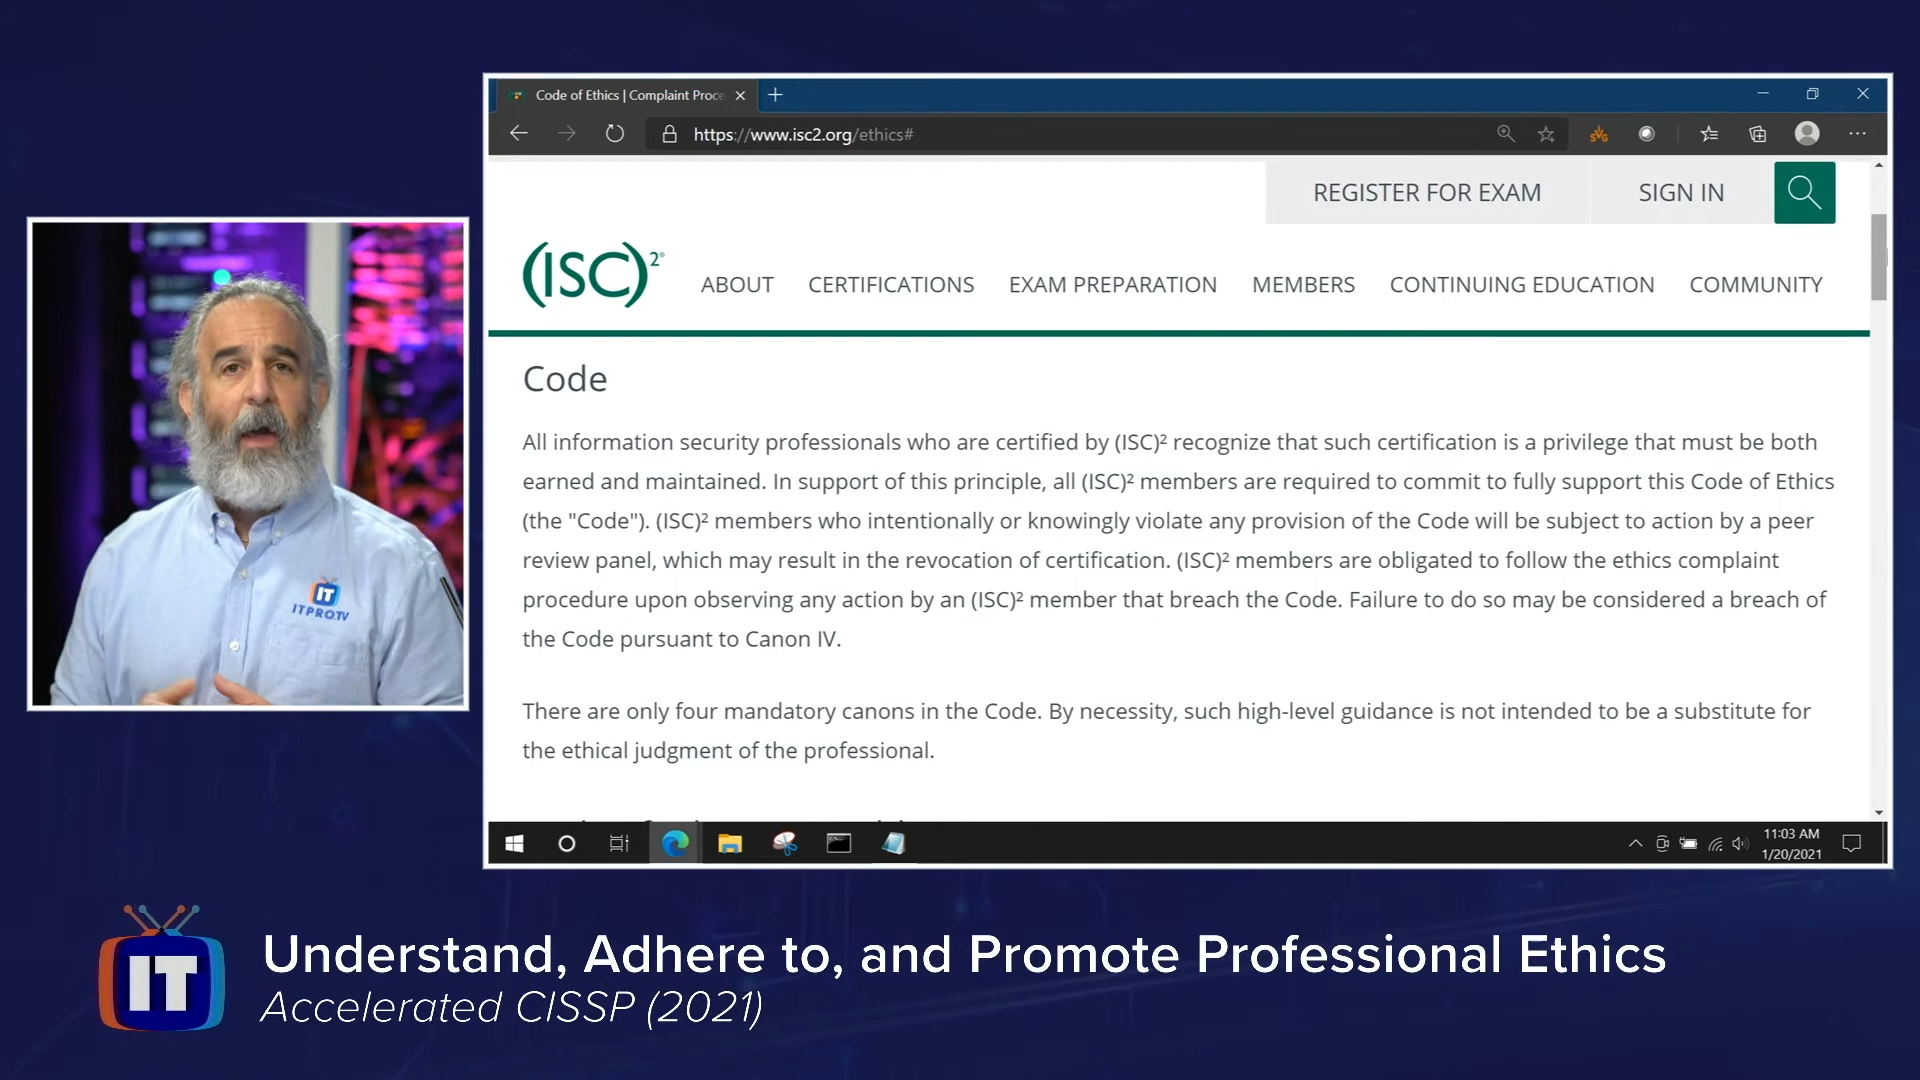 Code of Ethics | Complaint Proce
https://www.isc2.org/ethics#
REGISTER FOR EXAM SIGN IN
(ISC)²®
ABOUT CERTIFICATIONS EXAM PREPARATION MEMBERS CONTINUING EDUCATION COMMUNITY
Code
All information security professionals who are certified by (ISC)² recognize that such certification is a privilege that must be both
earned and maintained. In support of this principle, all (ISC)² members are required to commit to fully support this Code of Ethics
(the "Code"). (ISC)² members who intentionally or knowingly violate any provision of the Code will be subject to action by a peer
review panel, which may result in the revocation of certification. (ISC)² members are obligated to follow the ethics complaint
procedure upon observing any action by an (ISC)² member that breach the Code. Failure to do so may be considered a breach of
the Code pursuant to Canon IV.
There are only four mandatory canons in the Code. By necessity, such high-level guidance is not intended to be a substitute for
the ethical judgment of the professional.
11:03 AM
1/20/2021
IT
ITPRO.TV
IT
Understand, Adhere to, and Promote Professional Ethics
Accelerated CISSP (2021)